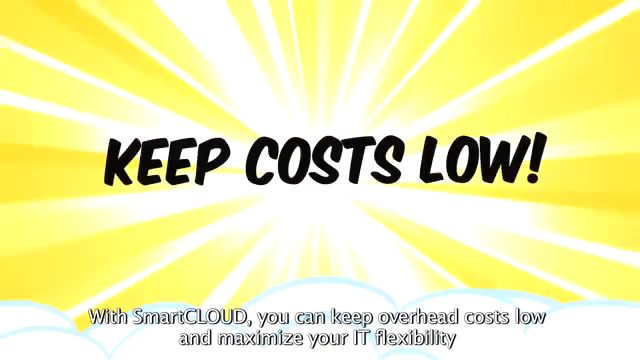 KEEP COSTS LOW!
With SmartCLOUD, you can keep overhead costs low
and maximize your IT flexibility